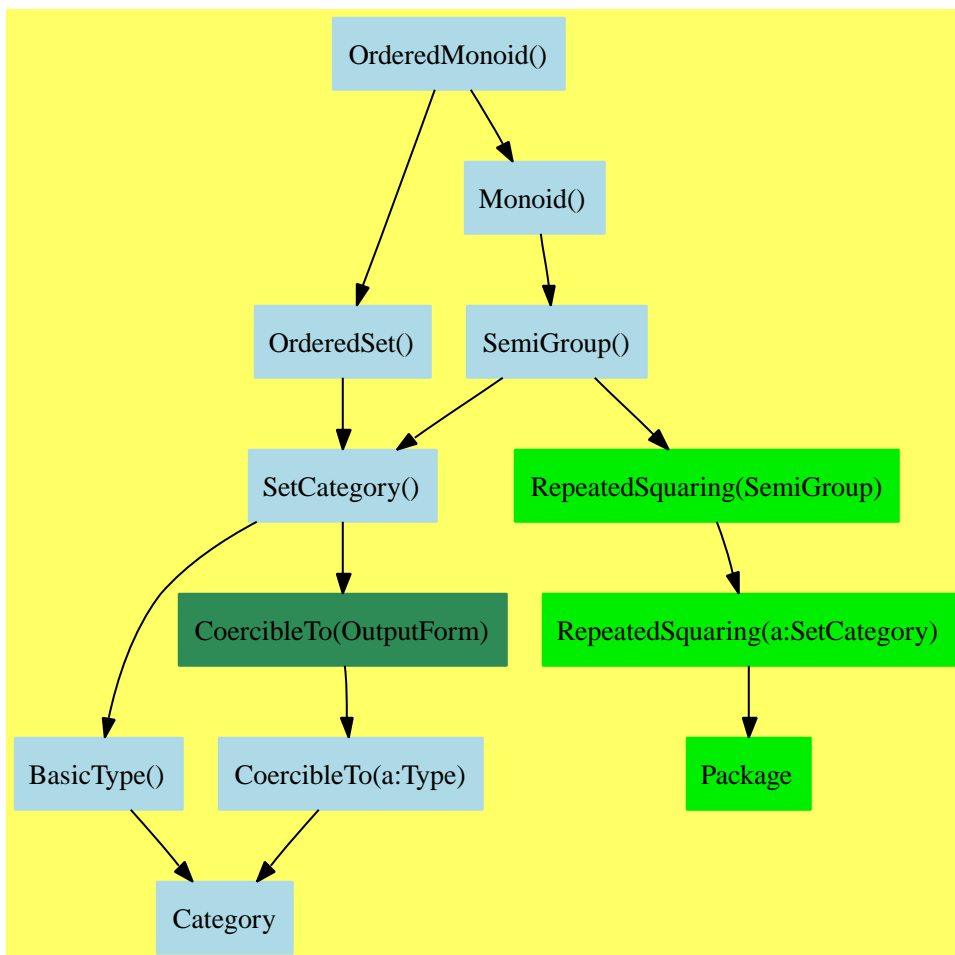 OrderedMonoid()
Monoid()
OrderedSet()
SemiGroup()
SetCategory()
RepeatedSquaring(SemiGroup)
CoercibleTo(OutputForm)
RepeatedSquaring(a:SetCategory)
BasicType()
CoercibleTo(a:Type)
Package
Category